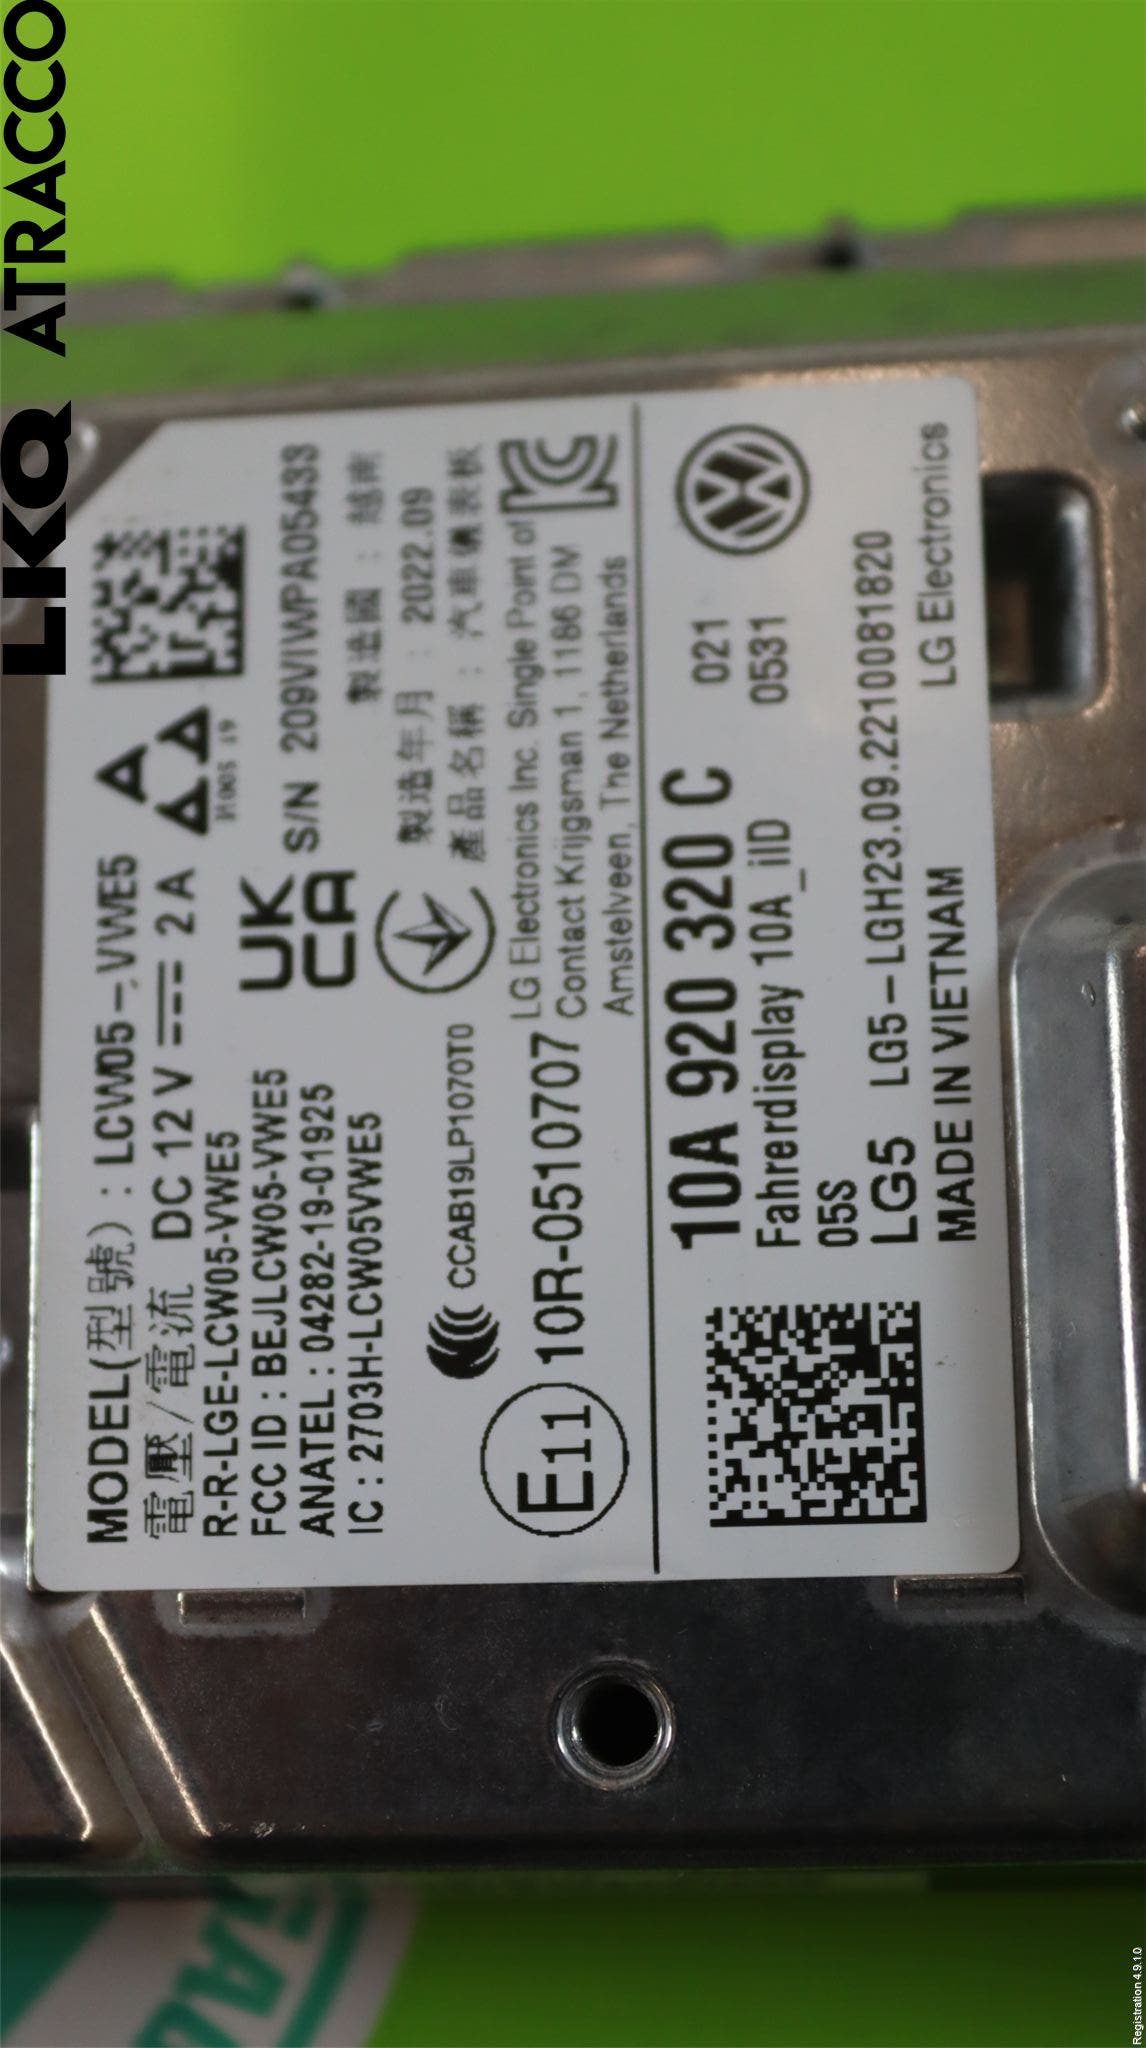 LKQ ATRACCO
MODEL(型號) : LCW05-VWE5
電壓/電流 DC 12 V 2 A
R-R-LGE-LCW05-VWE5
FCC ID : BEJLCW05-VWE5
ANATEL : 04282-19-01925
IC : 2703H-LCW05VWE5
UK
CA
S/N 209VIWPA05433
製造國 : 越南
製造年月 : 2022.09
產品名稱 : 汽車儀表板
CCAB19LP1070T0
E11 10R-0510707
LG Electronics Inc. Single Point of
Contact Krijgsman 1, 1186 DM
Amstelveen, The Netherlands
10A 920 320 C 021
Fahrerdisplay 10A_iID 0531
05S
LG5 LG5-LGH23.09.2210081820
MADE IN VIETNAM LG Electronics
Registration 4.9.1.0